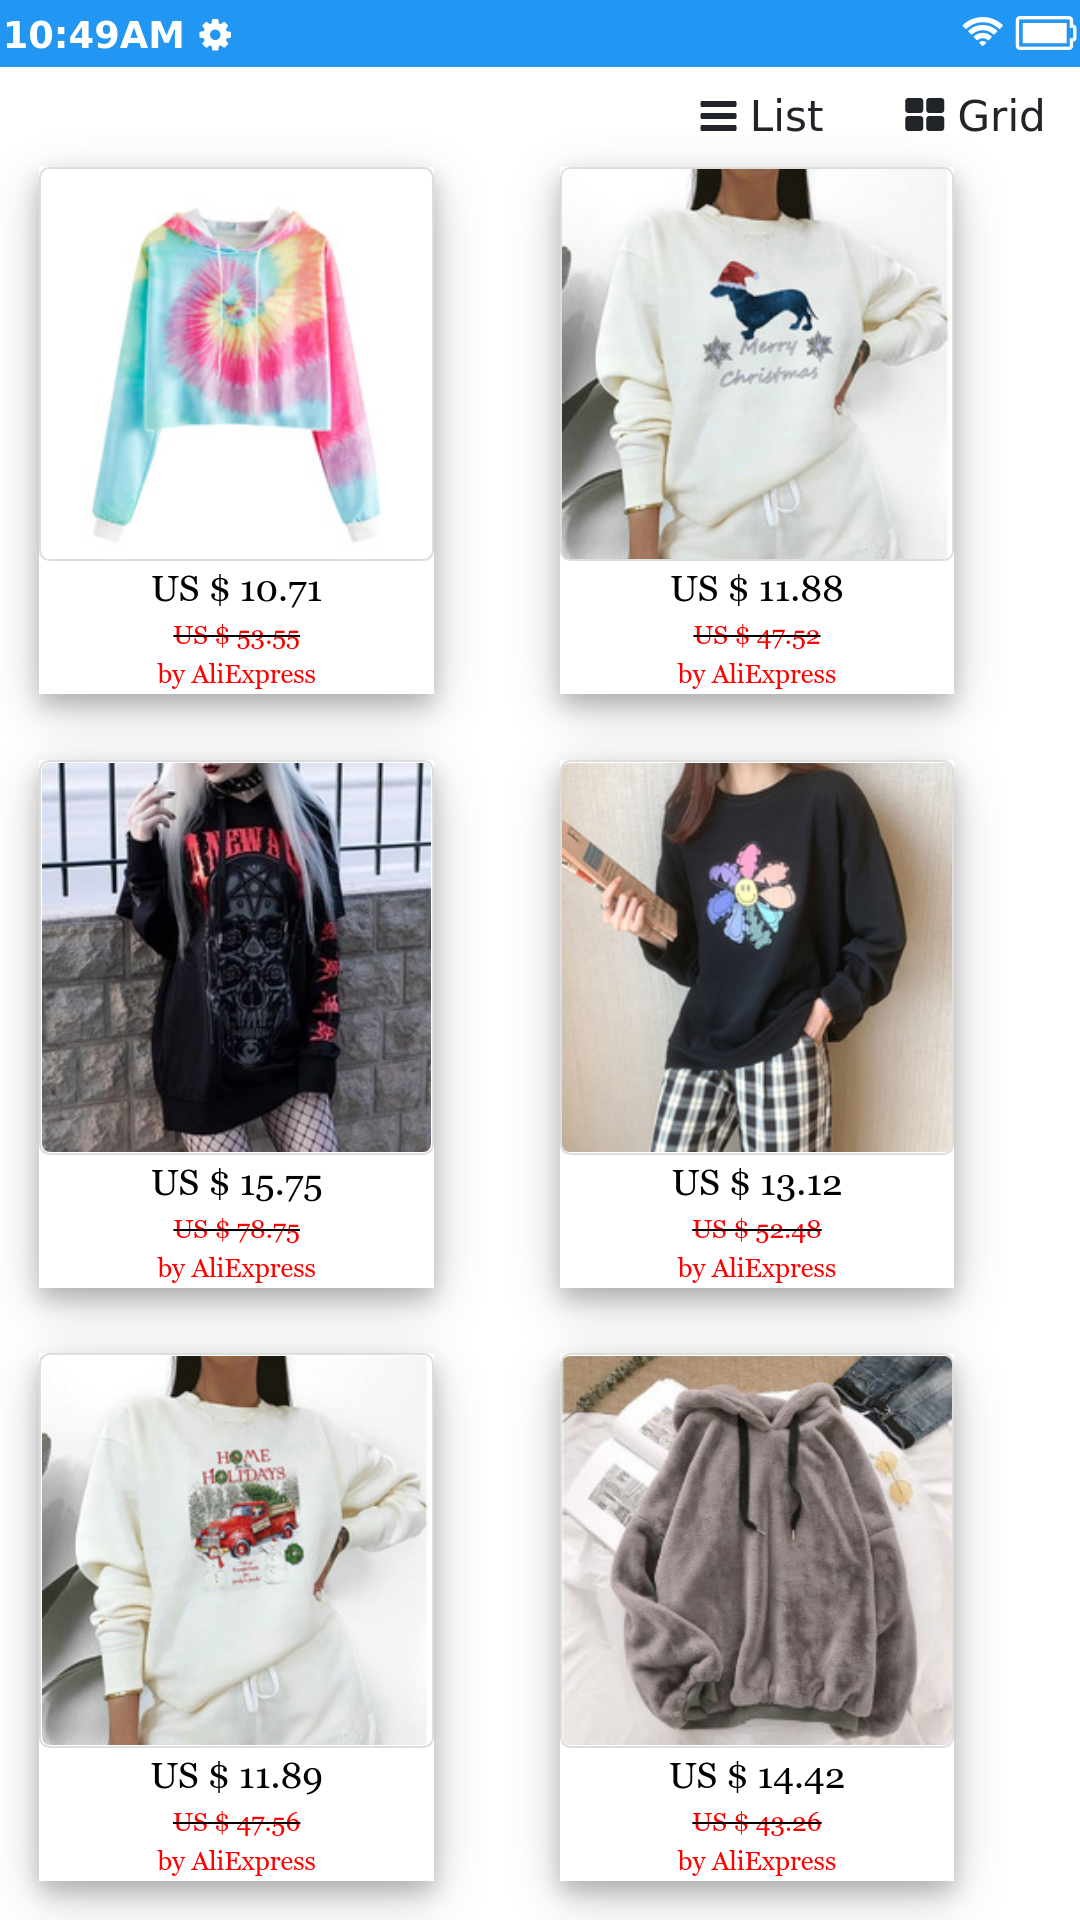 10:49AM
List Grid
Merry
Christmas
US $ 10.71
US $ 53.55
by AliExpress
US $ 11.88
US $ 47.52
by AliExpress
US $ 15.75
US $ 78.75
by AliExpress
US $ 13.12
US $ 52.48
by AliExpress
HOME
HOLIDAYS
US $ 11.89
US $ 47.56
by AliExpress
US $ 14.42
US $ 43.26
by AliExpress